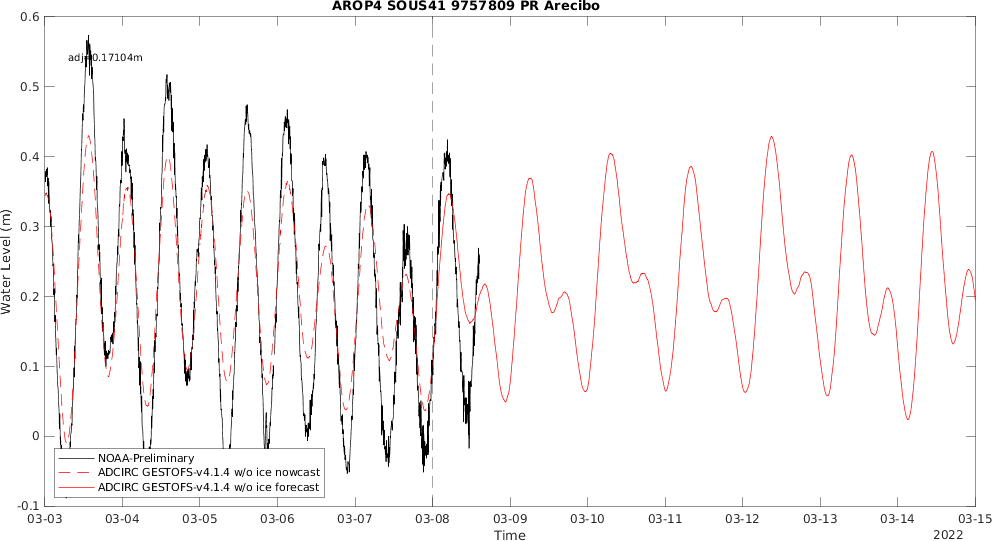 AROP4 SOUS41 9757809 PR Arecibo
0.6
0.5
0.4
0.3
0.2
0.1
0
-0.1
Water Level (m)
adj=0.17104m
NOAA-Preliminary
ADCIRC GESTOFS-v4.1.4 w/o ice nowcast
ADCIRC GESTOFS-v4.1.4 w/o ice forecast
03-03 03-04 03-05 03-06 03-07 03-08 03-09 03-10 03-11 03-12 03-13 03-14 03-15
Time
2022